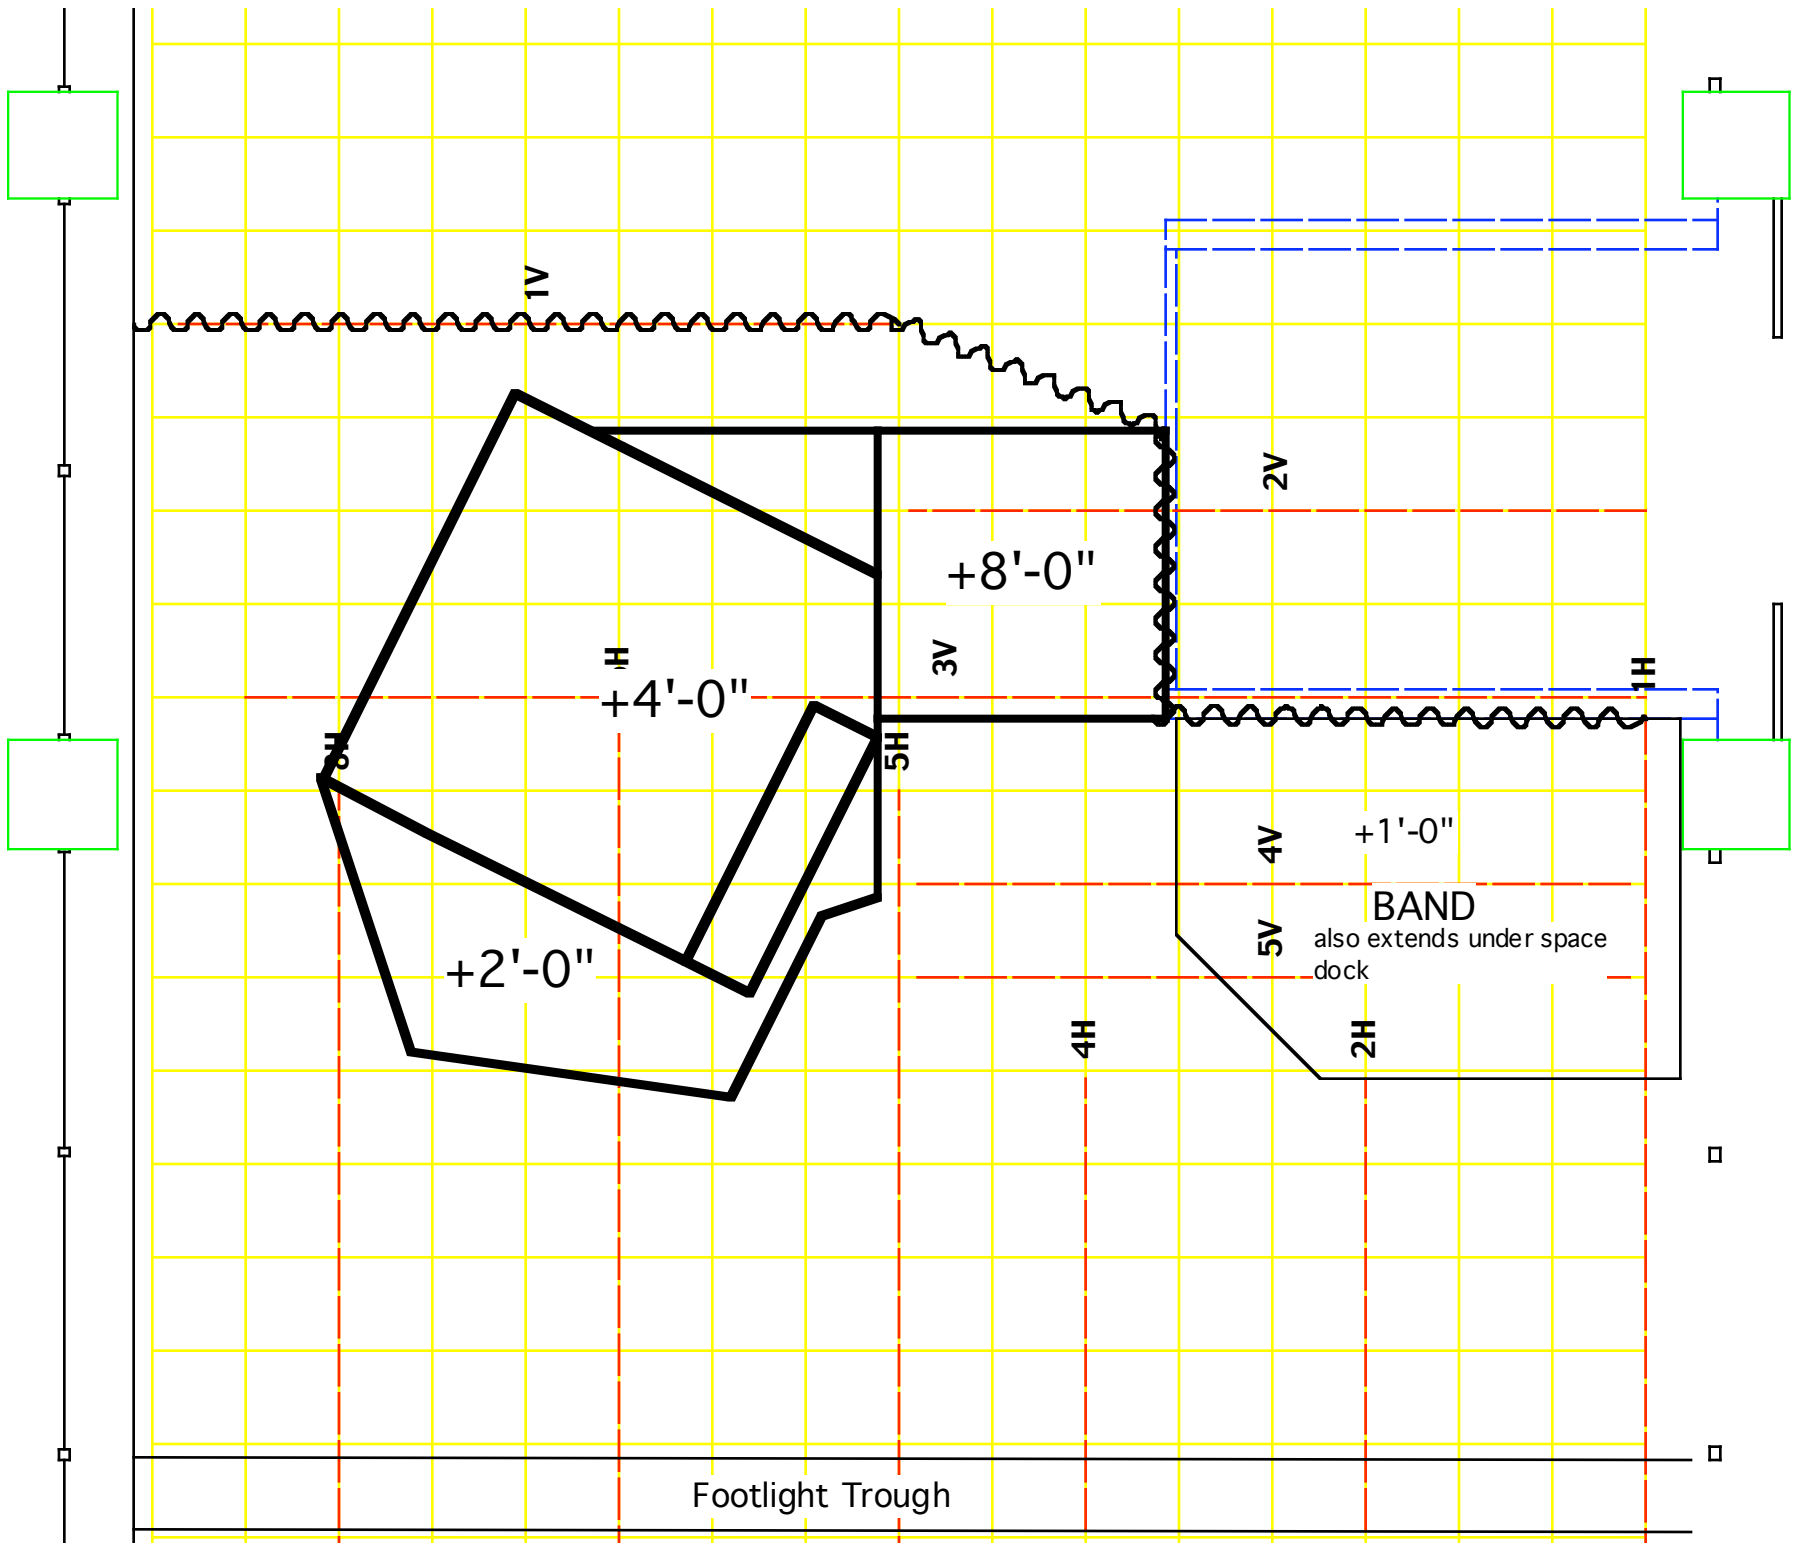 1V
2V
+8'-0"
3V
H
+4'-0"
1H
8H
5H
+1'-0"
4V
BAND
also extends under space
dock
5V
+2'-0"
4H
2H
Footlight Trough